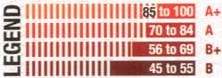 LEGEND
85 to 100 A+
70 to 84 A
56 to 69 B+
45 to 55 B